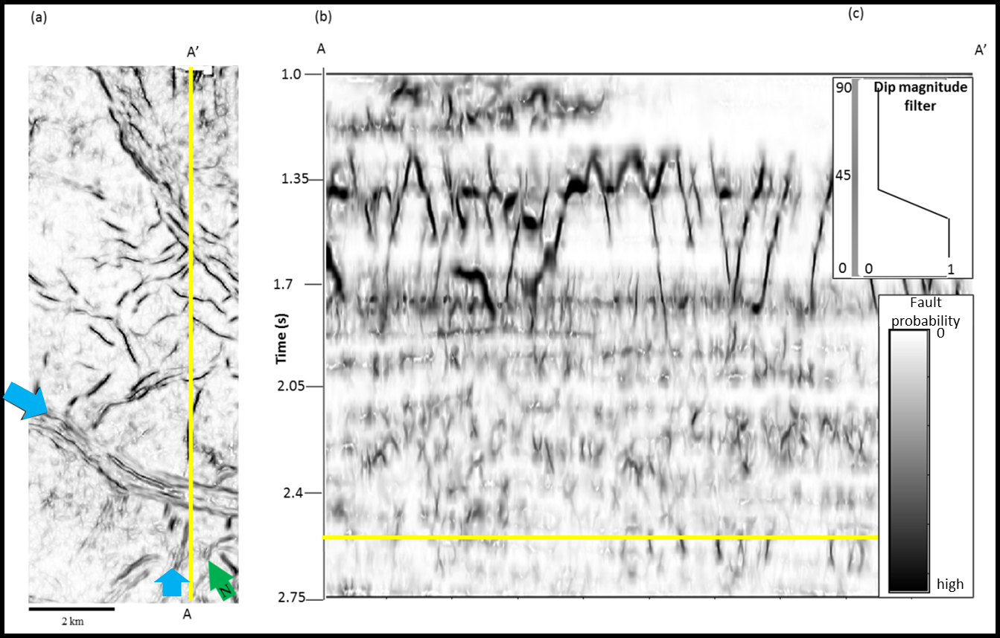 (a)
(b)
(c)
A’
A
A’
1.0
1.35
1.7
2.05
2.4
2.75
Time (s)
90
45
0
0
1
Dip magnitude
filter
Fault
probability
0
high
N
A
2 km